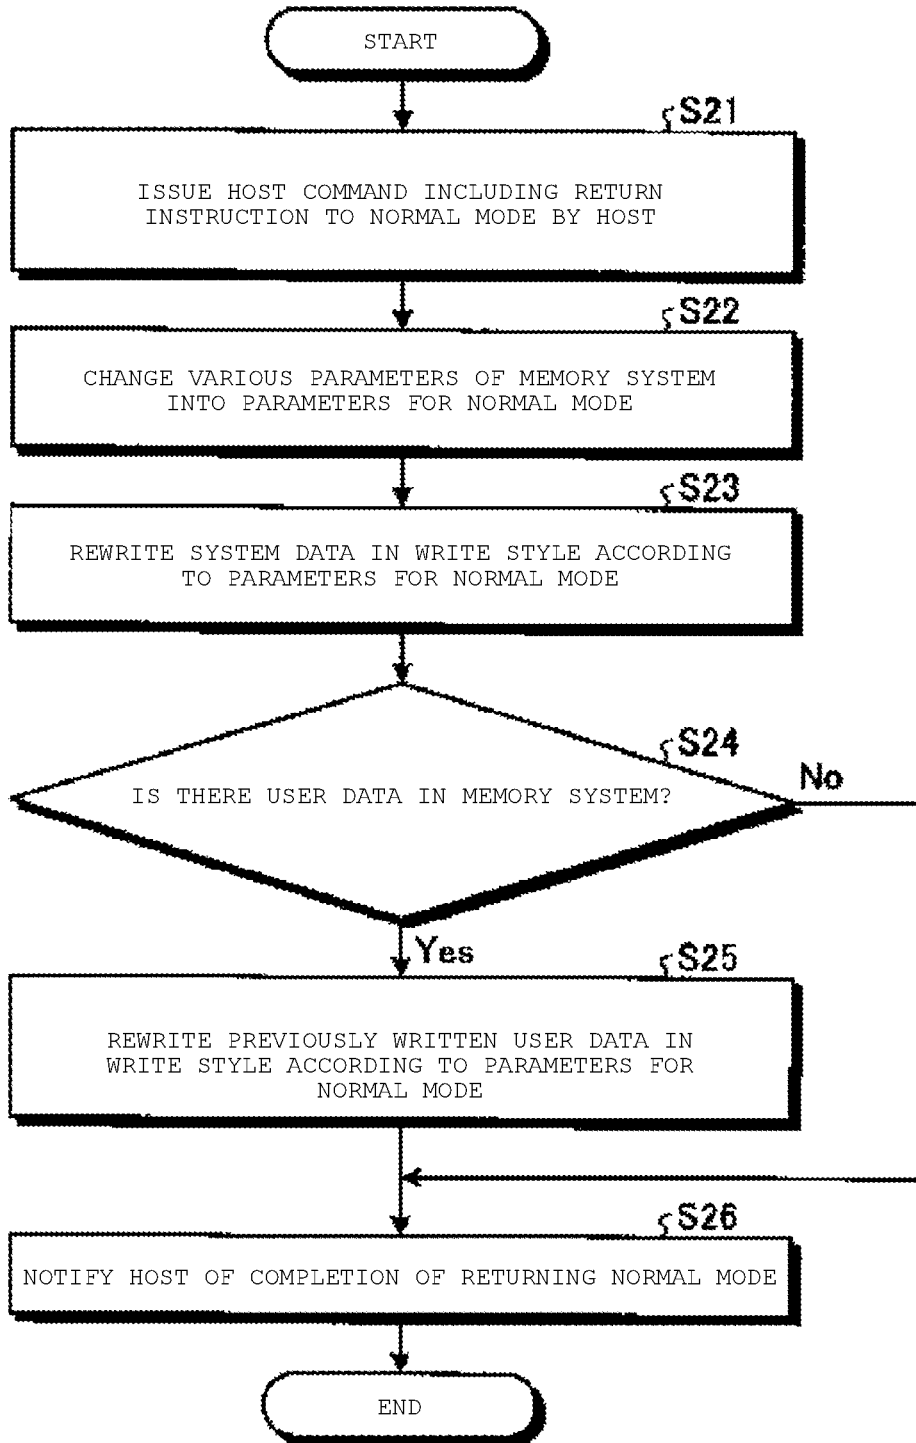 START
S21
ISSUE HOST COMMAND INCLUDING RETURN
INSTRUCTION TO NORMAL MODE BY HOST
S22
CHANGE VARIOUS PARAMETERS OF MEMORY SYSTEM
INTO PARAMETERS FOR NORMAL MODE
S23
REWRITE SYSTEM DATA IN WRITE STYLE ACCORDING
TO PARAMETERS FOR NORMAL MODE
S24
No
IS THERE USER DATA IN MEMORY SYSTEM?
Yes
S25
REWRITE PREVIOUSLY WRITTEN USER DATA IN
WRITE STYLE ACCORDING TO PARAMETERS FOR
NORMAL MODE
S26
NOTIFY HOST OF COMPLETION OF RETURNING NORMAL MODE
END